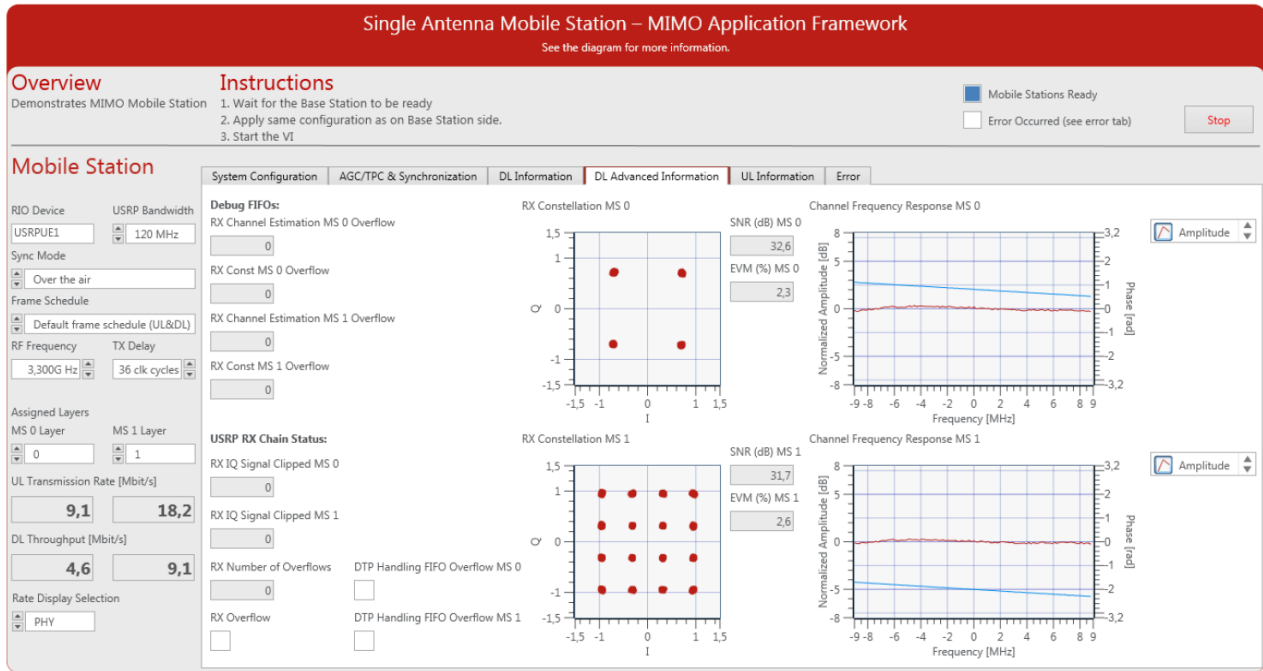 Single Antenna Mobile Station – MIMO Application Framework
See the diagram for more information.
Overview
Demonstrates MIMO Mobile Station
Instructions
1. Wait for the Base Station to be ready
2. Apply same configuration as on Base Station side.
3. Start the VI
Mobile Stations Ready
Error Occurred (see error tab)
Stop
Mobile Station
RIO Device
USRP Bandwidth
USRPUE1
120 MHz
Sync Mode
Over the air
Frame Schedule
Default frame schedule (UL&DL)
RF Frequency
TX Delay
3,300G Hz
36 clk cycles
Assigned Layers
MS 0 Layer
MS 1 Layer
0
1
UL Transmission Rate [Mbit/s]
9,1
18,2
DL Throughput [Mbit/s]
4,6
9,1
Rate Display Selection
PHY
System Configuration
AGC/TPC & Synchronization
DL Information
DL Advanced Information
UL Information
Error
Debug FIFOs:
RX Channel Estimation MS 0 Overflow
0
RX Const MS 0 Overflow
0
RX Channel Estimation MS 1 Overflow
0
RX Const MS 1 Overflow
0
RX Constellation MS 0
1,5
1
0
-1
-1,5
Q
-1,5 -1 0 1 1,5
I
SNR (dB) MS 0
32,6
EVM (%) MS 0
2,3
Channel Frequency Response MS 0
8
5
0
-5
-8
Normalized Amplitude [dB]
3,2
2
1
0
-1
-2
-3,2
Phase [rad]
-9 -8 -6 -4 -2 0 2 4 6 8 9
Frequency [MHz]
Amplitude
USRP RX Chain Status:
RX IQ Signal Clipped MS 0
0
RX IQ Signal Clipped MS 1
0
RX Number of Overflows
0
RX Overflow
DTP Handling FIFO Overflow MS 0
DTP Handling FIFO Overflow MS 1
RX Constellation MS 1
1,5
1
0
-1
-1,5
Q
-1,5 -1 0 1 1,5
I
SNR (dB) MS 1
31,7
EVM (%) MS 1
2,6
Channel Frequency Response MS 1
8
5
0
-5
-8
Normalized Amplitude [dB]
3,2
2
1
0
-1
-2
-3,2
Phase [rad]
-9 -8 -6 -4 -2 0 2 4 6 8 9
Frequency [MHz]
Amplitude